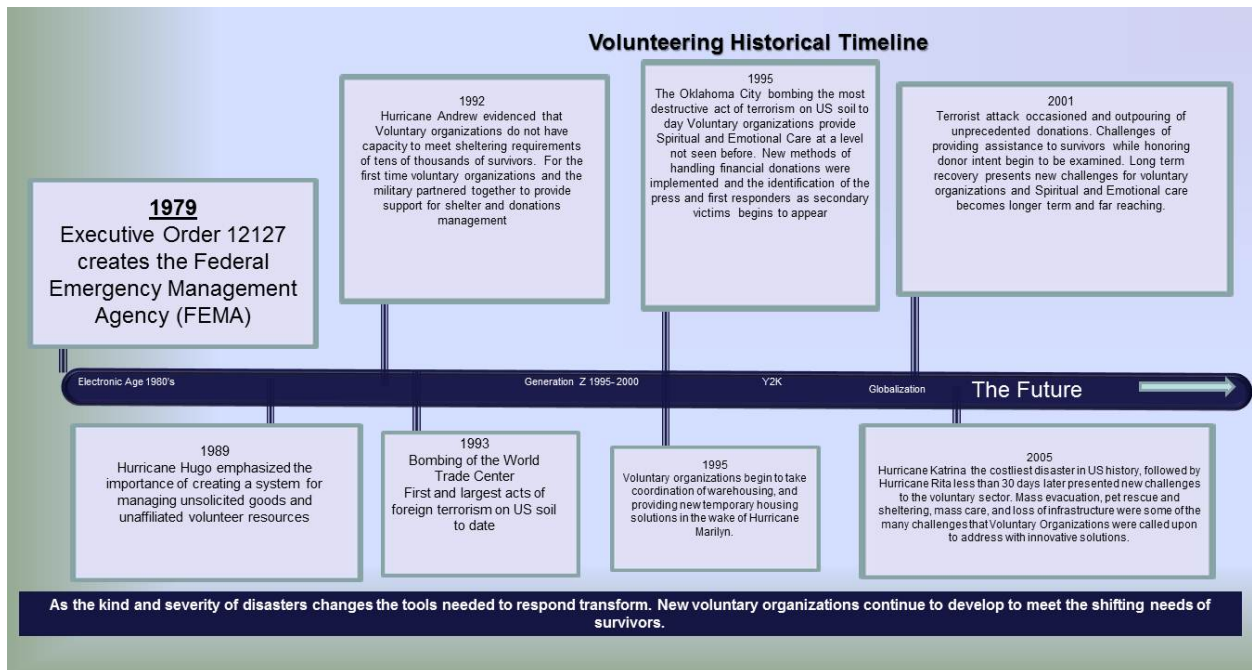 Volunteering Historical Timeline
1979
Executive Order 12127
creates the Federal
Emergency Management
Agency (FEMA)
1992
Hurricane Andrew evidenced that
Voluntary organizations do not have
capacity to meet sheltering requirements
of tens of thousands of survivors. For the
first time voluntary organizations and the
military partnered together to provide
support for shelter and donations
management
1995
The Oklahoma City bombing the most
destructive act of terrorism on US soil to
day Voluntary organizations provide
Spiritual and Emotional Care at a level
not seen before. New methods of
handling financial donations were
implemented and the identification of the
press and first responders as secondary
victims begins to appear
2001
Terrorist attack occasioned and outpouring of
unprecedented donations. Challenges of
providing assistance to survivors while honoring
donor intent begin to be examined. Long term
recovery presents new challenges for voluntary
organizations and Spiritual and Emotional care
becomes longer term and far reaching.
Electronic Age 1980's
Generation Z 1995- 2000
Y2K
Globalization
The Future
1989
Hurricane Hugo emphasized the
importance of creating a system for
managing unsolicited goods and
unaffiliated volunteer resources
1993
Bombing of the World
Trade Center
First and largest acts of
foreign terrorism on US soil
to date
1995
Voluntary organizations begin to take
coordination of warehousing, and
providing new temporary housing
solutions in the wake of Hurricane
Marilyn.
2005
Hurricane Katrina the costliest disaster in US history, followed by
Hurricane Rita less than 30 days later presented new challenges
to the voluntary sector. Mass evacuation, pet rescue and
sheltering, mass care, and loss of infrastructure were some of the
many challenges that Voluntary Organizations were called upon
to address with innovative solutions.
As the kind and severity of disasters changes the tools needed to respond transform. New voluntary organizations continue to develop to meet the shifting needs of
survivors.